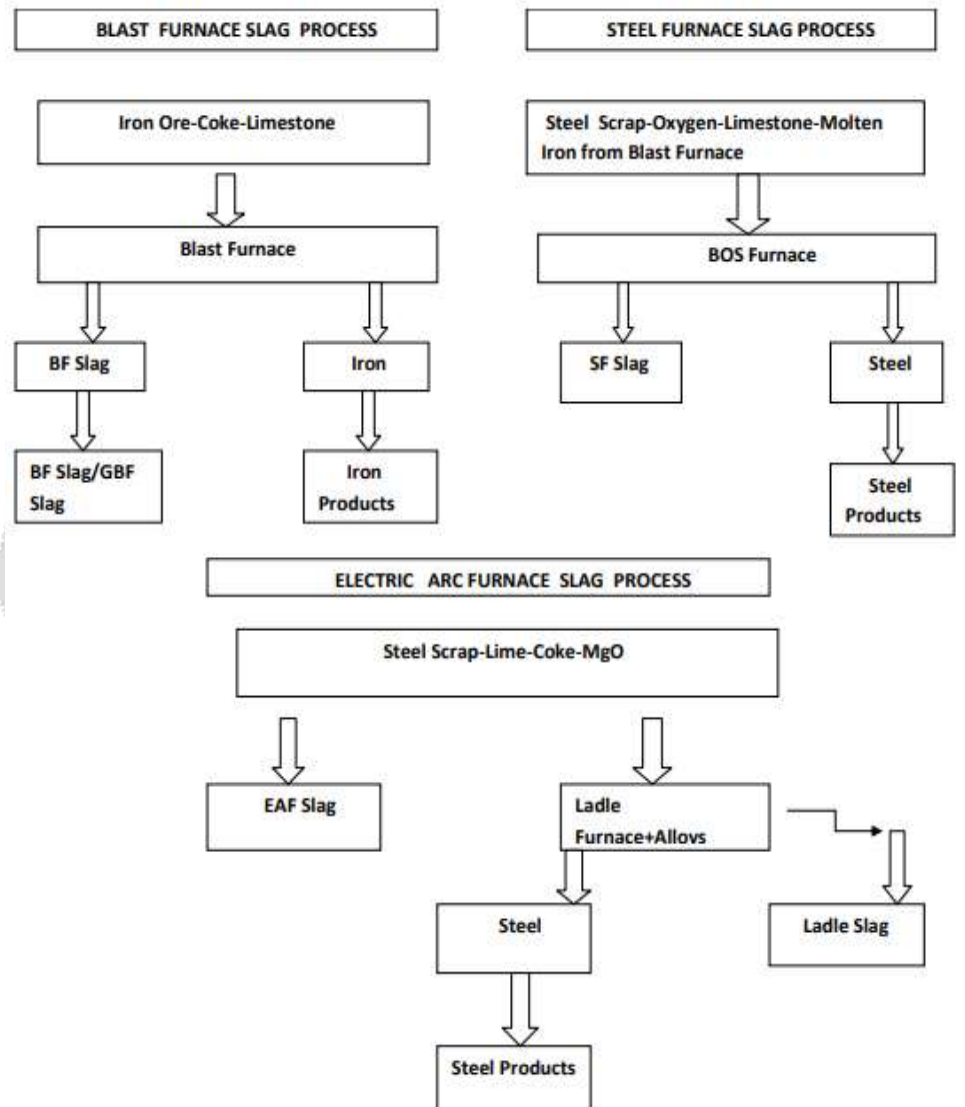 BLAST FURNACE SLAG PROCESS
STEEL FURNACE SLAG PROCESS
Iron Ore-Coke-Limestone
Steel Scrap-Oxygen-Limestone-Molten
Iron from Blast Furnace
Blast Furnace
BOS Furnace
BF Slag
Iron
SF Slag
Steel
BF Slag/GBF
Slag
Iron
Products
Steel
Products
ELECTRIC ARC FURNACE SLAG PROCESS
Steel Scrap-Lime-Coke-MgO
EAF Slag
Ladle
Furnace+Allovs
Steel
Ladle Slag
Steel Products